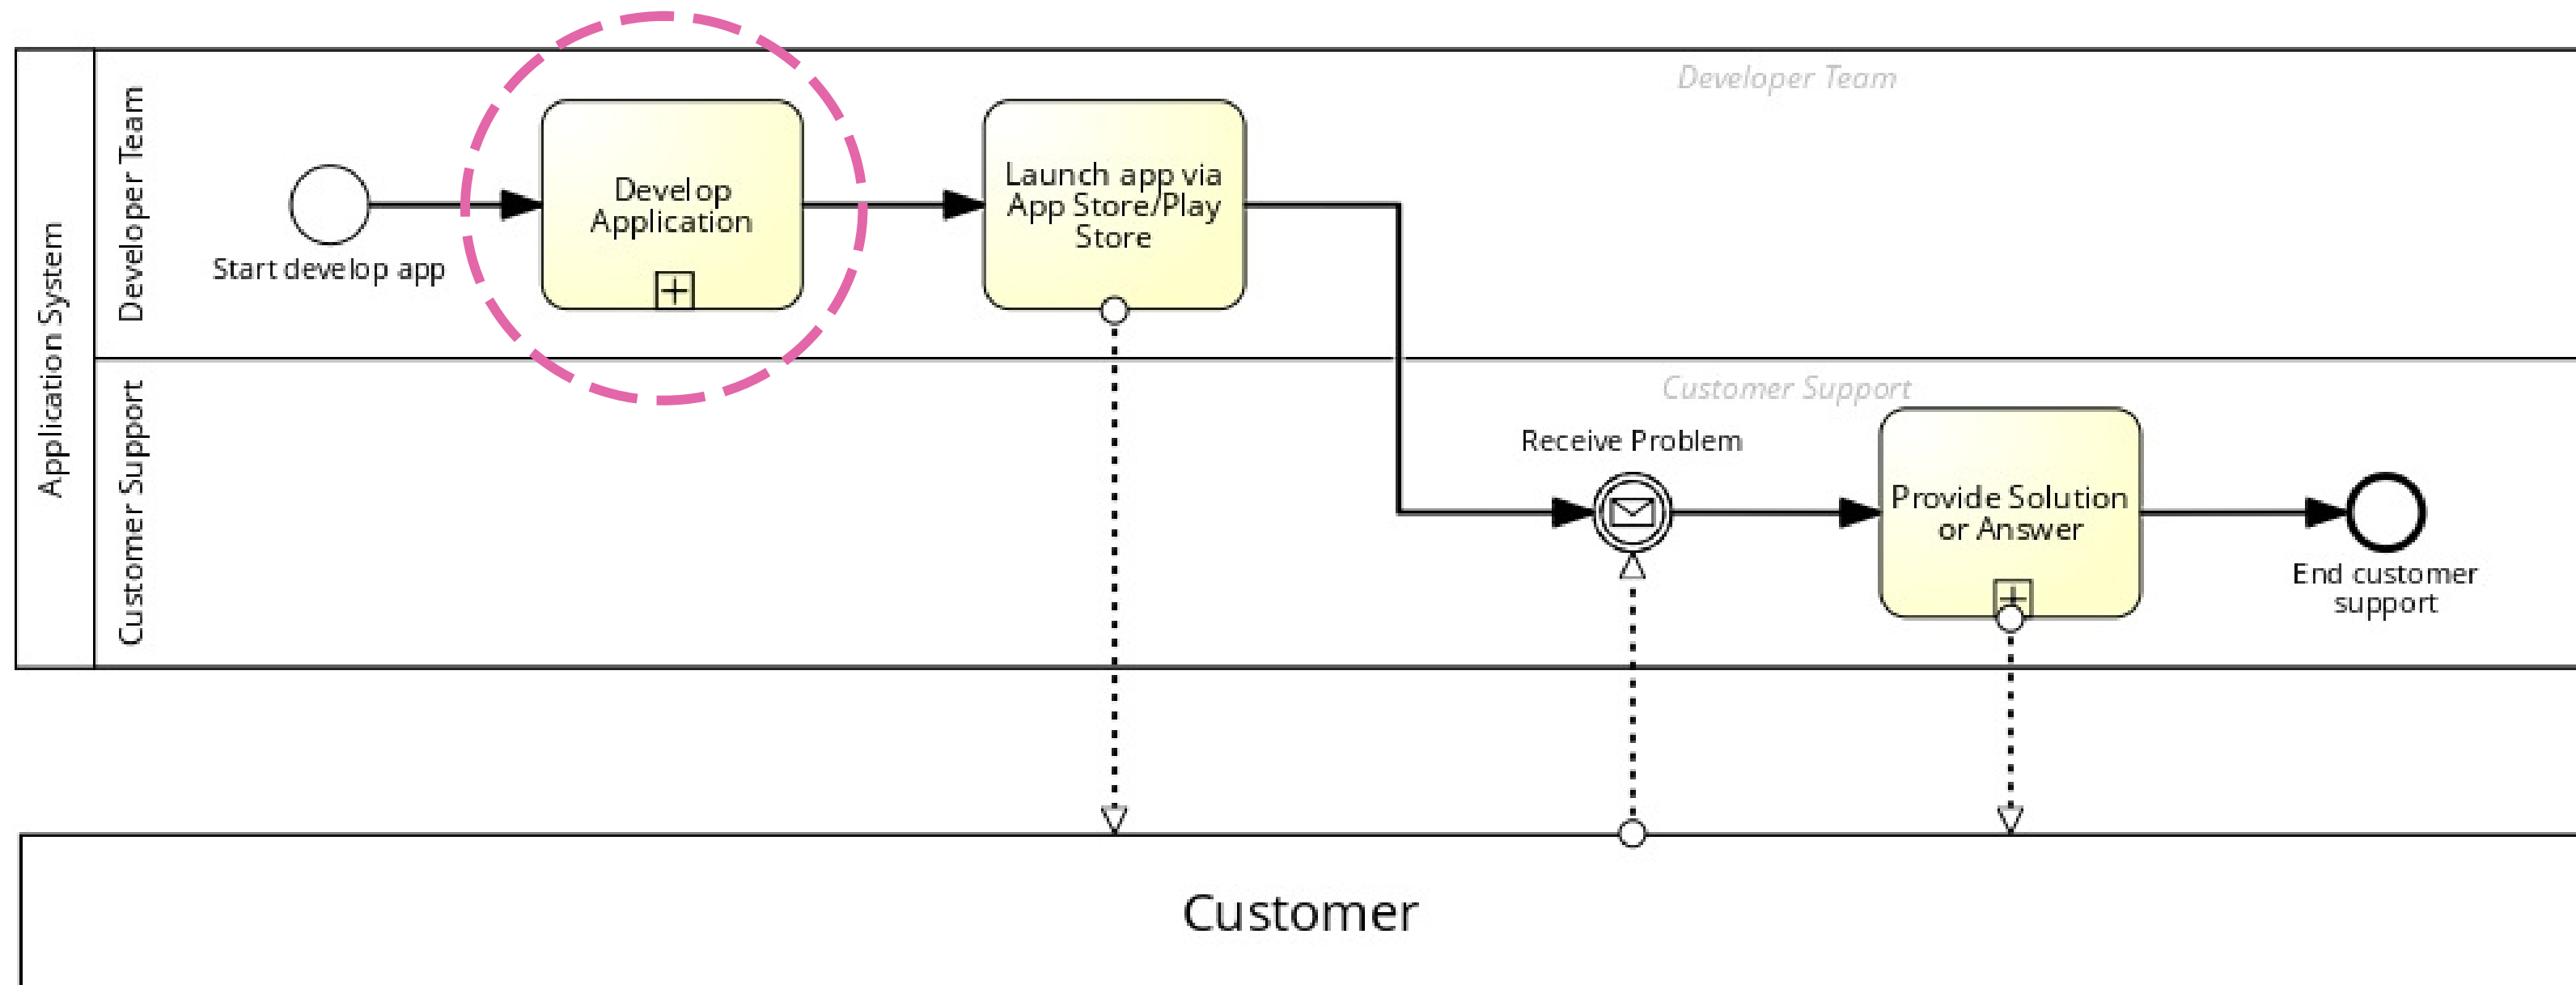 Application System
Developer Team
Developer Team
Start develop app
Develop
Application
Launch app via
App Store/Play
Store
Customer Support
Customer Support
Receive Problem
Provide Solution
or Answer
End customer
support
Customer